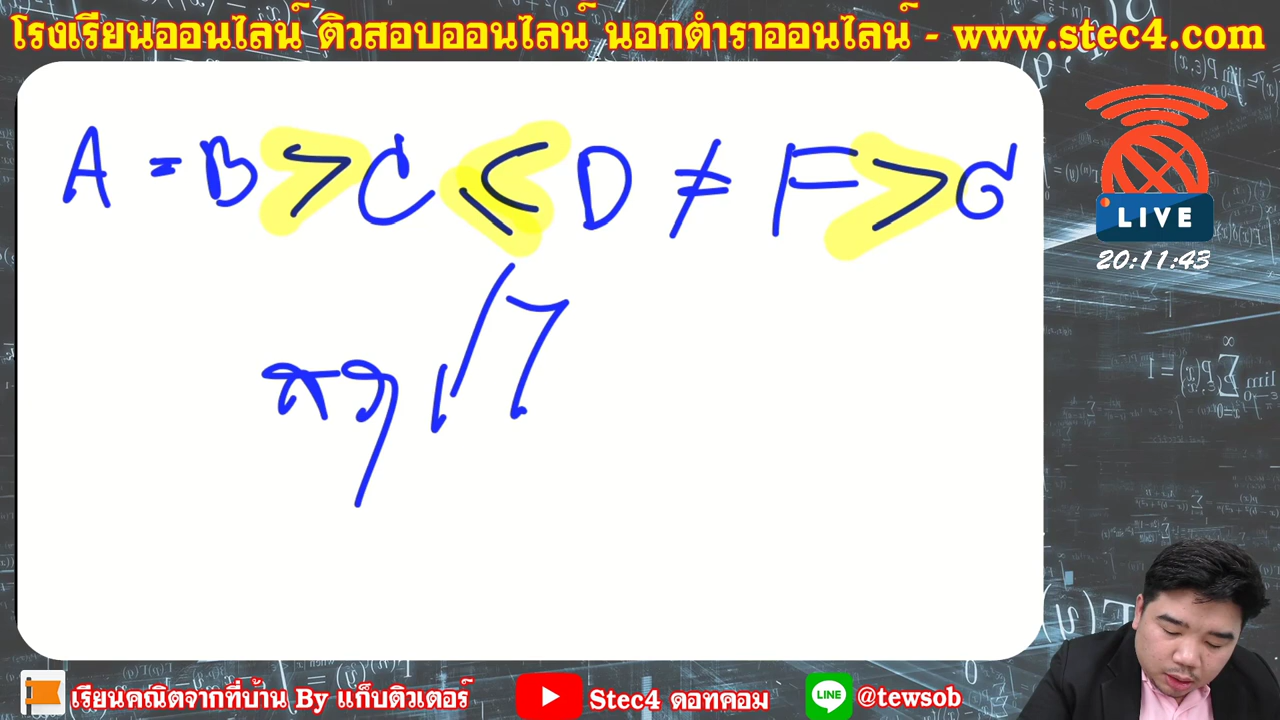 โรงเรียนออนไลน์ ติวสอบออนไลน์ นอกตำราออนไลน์ - www.stec4.com
A = B > C < D ≠ F > G
LIVE
20:11:43
เรียนคณิตจากที่บ้าน By แก็บติวเตอร์
Stec4 ดอทคอม
LINE
@tewsob